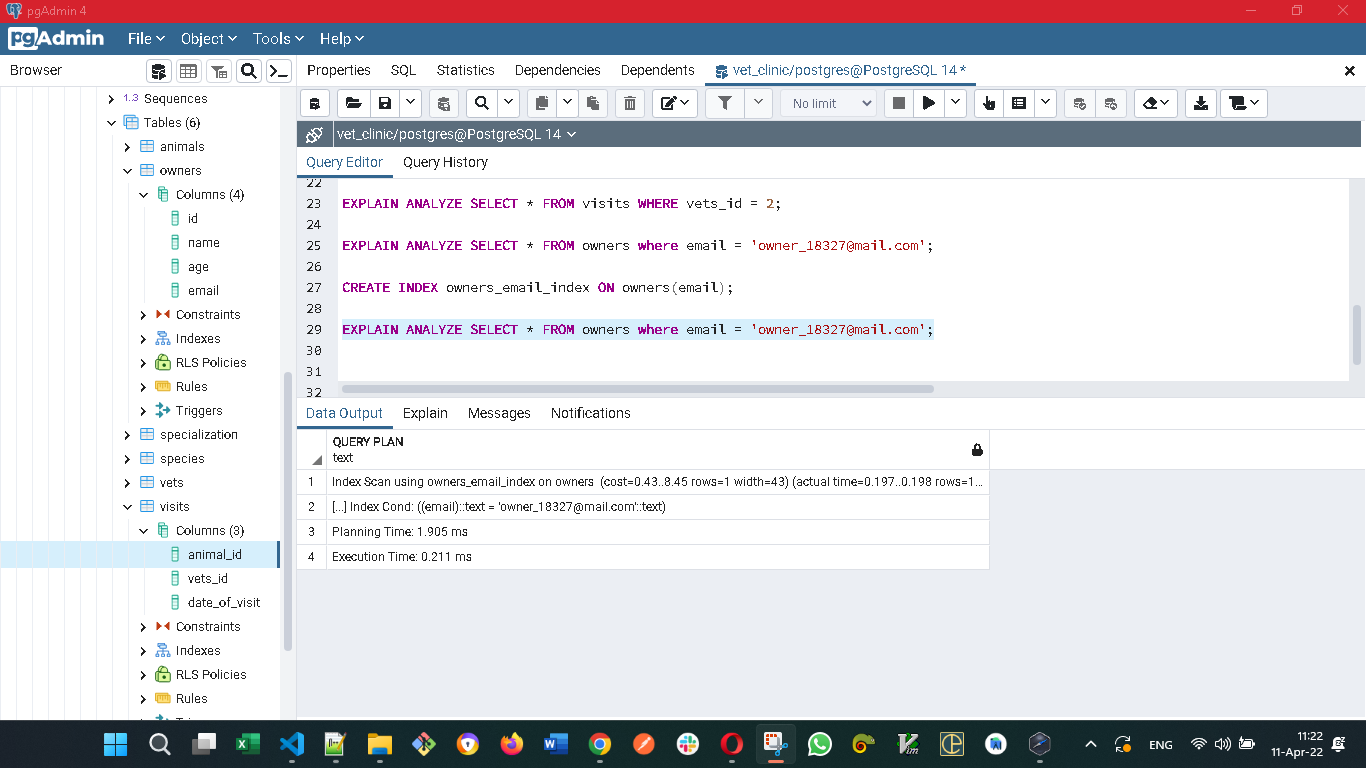 pgAdmin 4
pgAdmin File Object Tools Help
Browser Properties SQL Statistics Dependencies Dependents vet_clinic/postgres@PostgreSQL 14 *
1.3 Sequences
Tables (6)
animals
owners
Columns (4)
id
name
age
email
Constraints
Indexes
RLS Policies
Rules
Triggers
specialization
species
vets
visits
Columns (3)
animal_id
vets_id
date_of_visit
Constraints
Indexes
RLS Policies
Rules
No limit
vet_clinic/postgres@PostgreSQL 14
Query Editor Query History
22
23 EXPLAIN ANALYZE SELECT * FROM visits WHERE vets_id = 2;
24
25 EXPLAIN ANALYZE SELECT * FROM owners where email = 'owner_18327@mail.com';
26
27 CREATE INDEX owners_email_index ON owners(email);
28
29 EXPLAIN ANALYZE SELECT * FROM owners where email = 'owner_18327@mail.com';
30
31
32
Data Output Explain Messages Notifications
QUERY PLAN
text
1 Index Scan using owners_email_index on owners (cost=0.43..8.45 rows=1 width=43) (actual time=0.197..0.198 rows=1...
2 [...] Index Cond: ((email)::text = 'owner_18327@mail.com'::text)
3 Planning Time: 1.905 ms
4 Execution Time: 0.211 ms
ENG
11:22
11-Apr-22